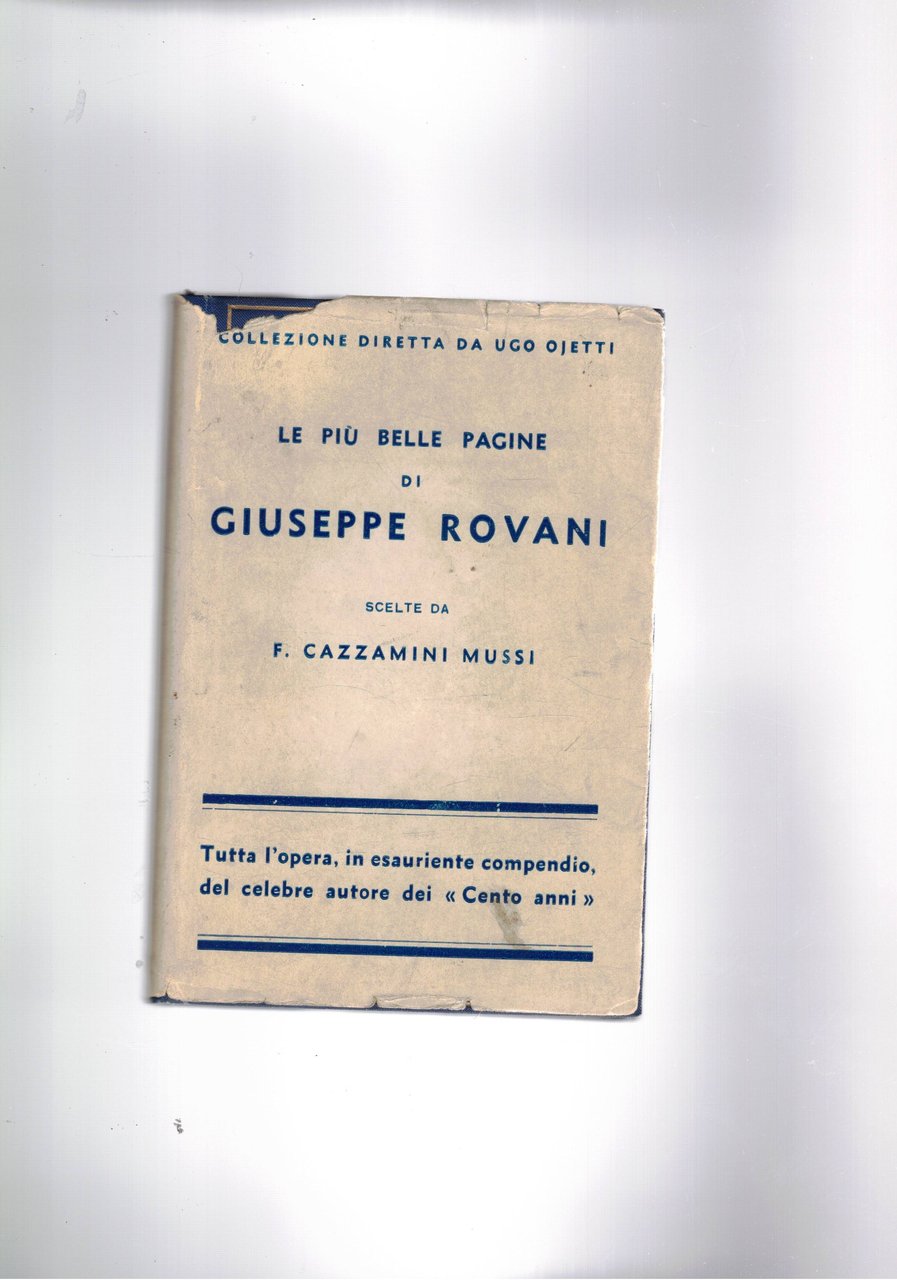 COLLEZIONE DIRETTA DA UGO OJETTI
LE PIÙ BELLE PAGINE
DI
GIUSEPPE ROVANI
SCELTE DA
F. CAZZAMINI MUSSI
Tutta l'opera, in esauriente compendio,
del celebre autore dei « Cento anni »